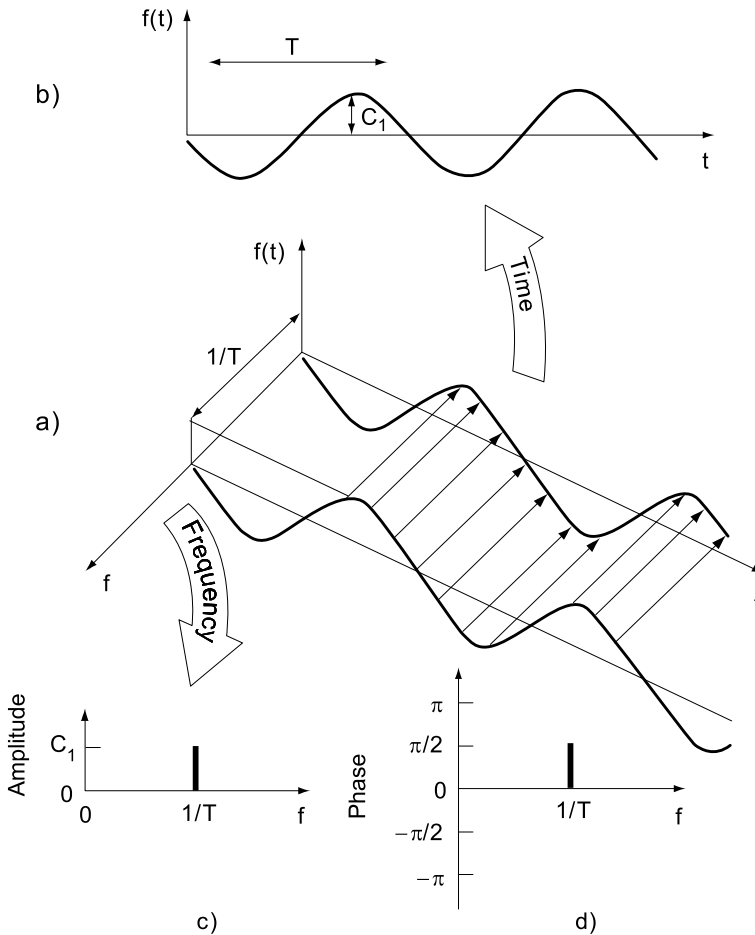 f(t)
T
b)
C₁
t
Time
f(t)
1/T
a)
f
Frequency
Amplitude
C₁
0
0
1/T
f
Phase
π
π/2
0
−π/2
−π
1/T
f
c)
d)